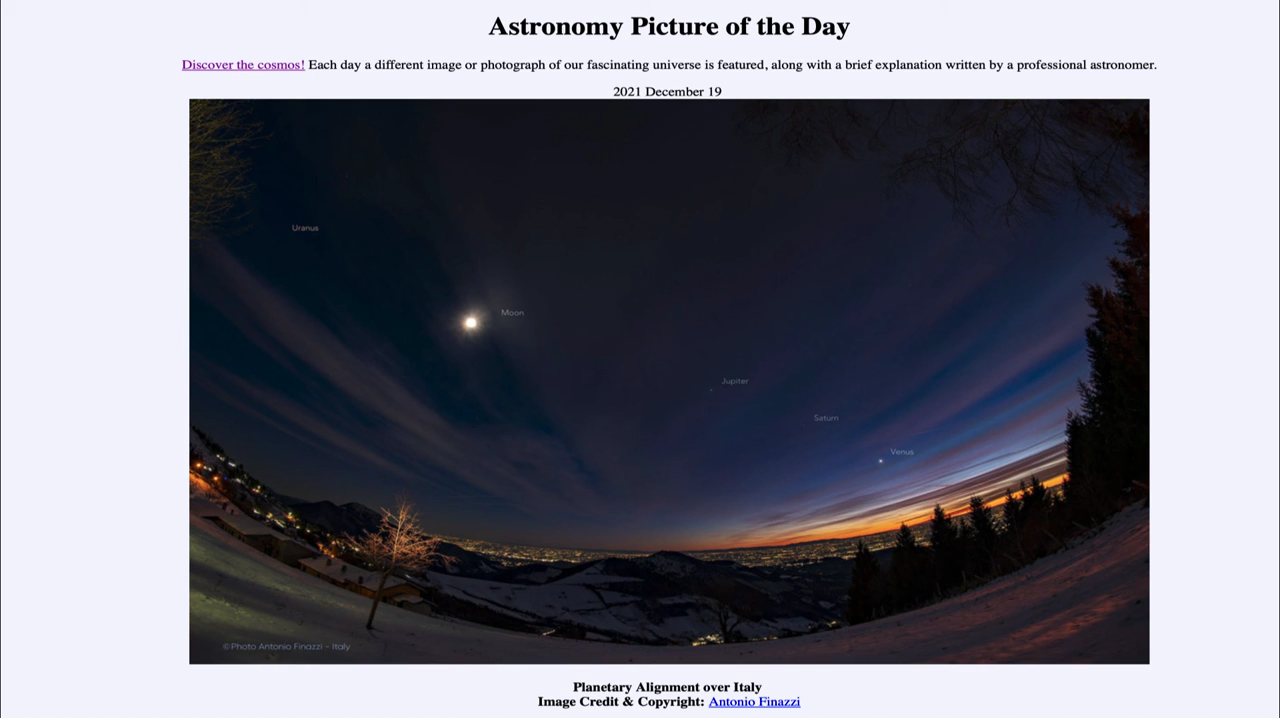 Astronomy Picture of the Day
Discover the cosmos! Each day a different image or photograph of our fascinating universe is featured, along with a brief explanation written by a professional astronomer.
2021 December 19
Uranus
Moon
Jupiter
Saturn
Venus
©Photo Antonio Finazzi - Italy
Planetary Alignment over Italy
Image Credit & Copyright: Antonio Finazzi